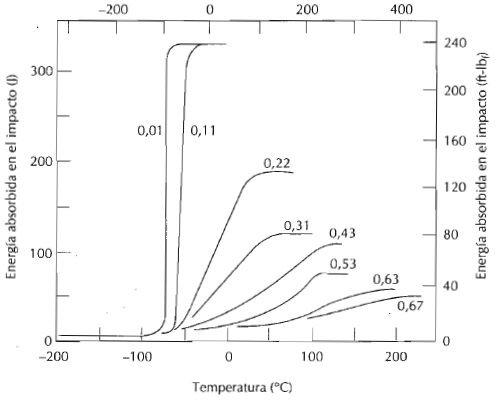 −200 0 200 400
Energía absorbida en el impacto (J)
Energía absorbida en el impacto (ft-lbf)
300 240
0,01 0,11 200
160
200 0,22
120
0,31 0,43
100 80
0,53
0,63 40
0,67
0 0
−200 −100 0 100 200
Temperatura (°C)